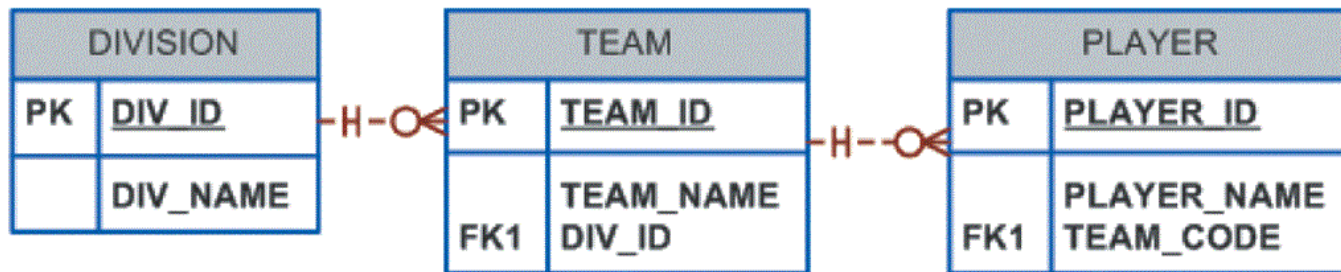 DIVISION
PK DIV_ID
DIV_NAME
TEAM
PK TEAM_ID
TEAM_NAME
FK1 DIV_ID
PLAYER
PK PLAYER_ID
PLAYER_NAME
FK1 TEAM_CODE